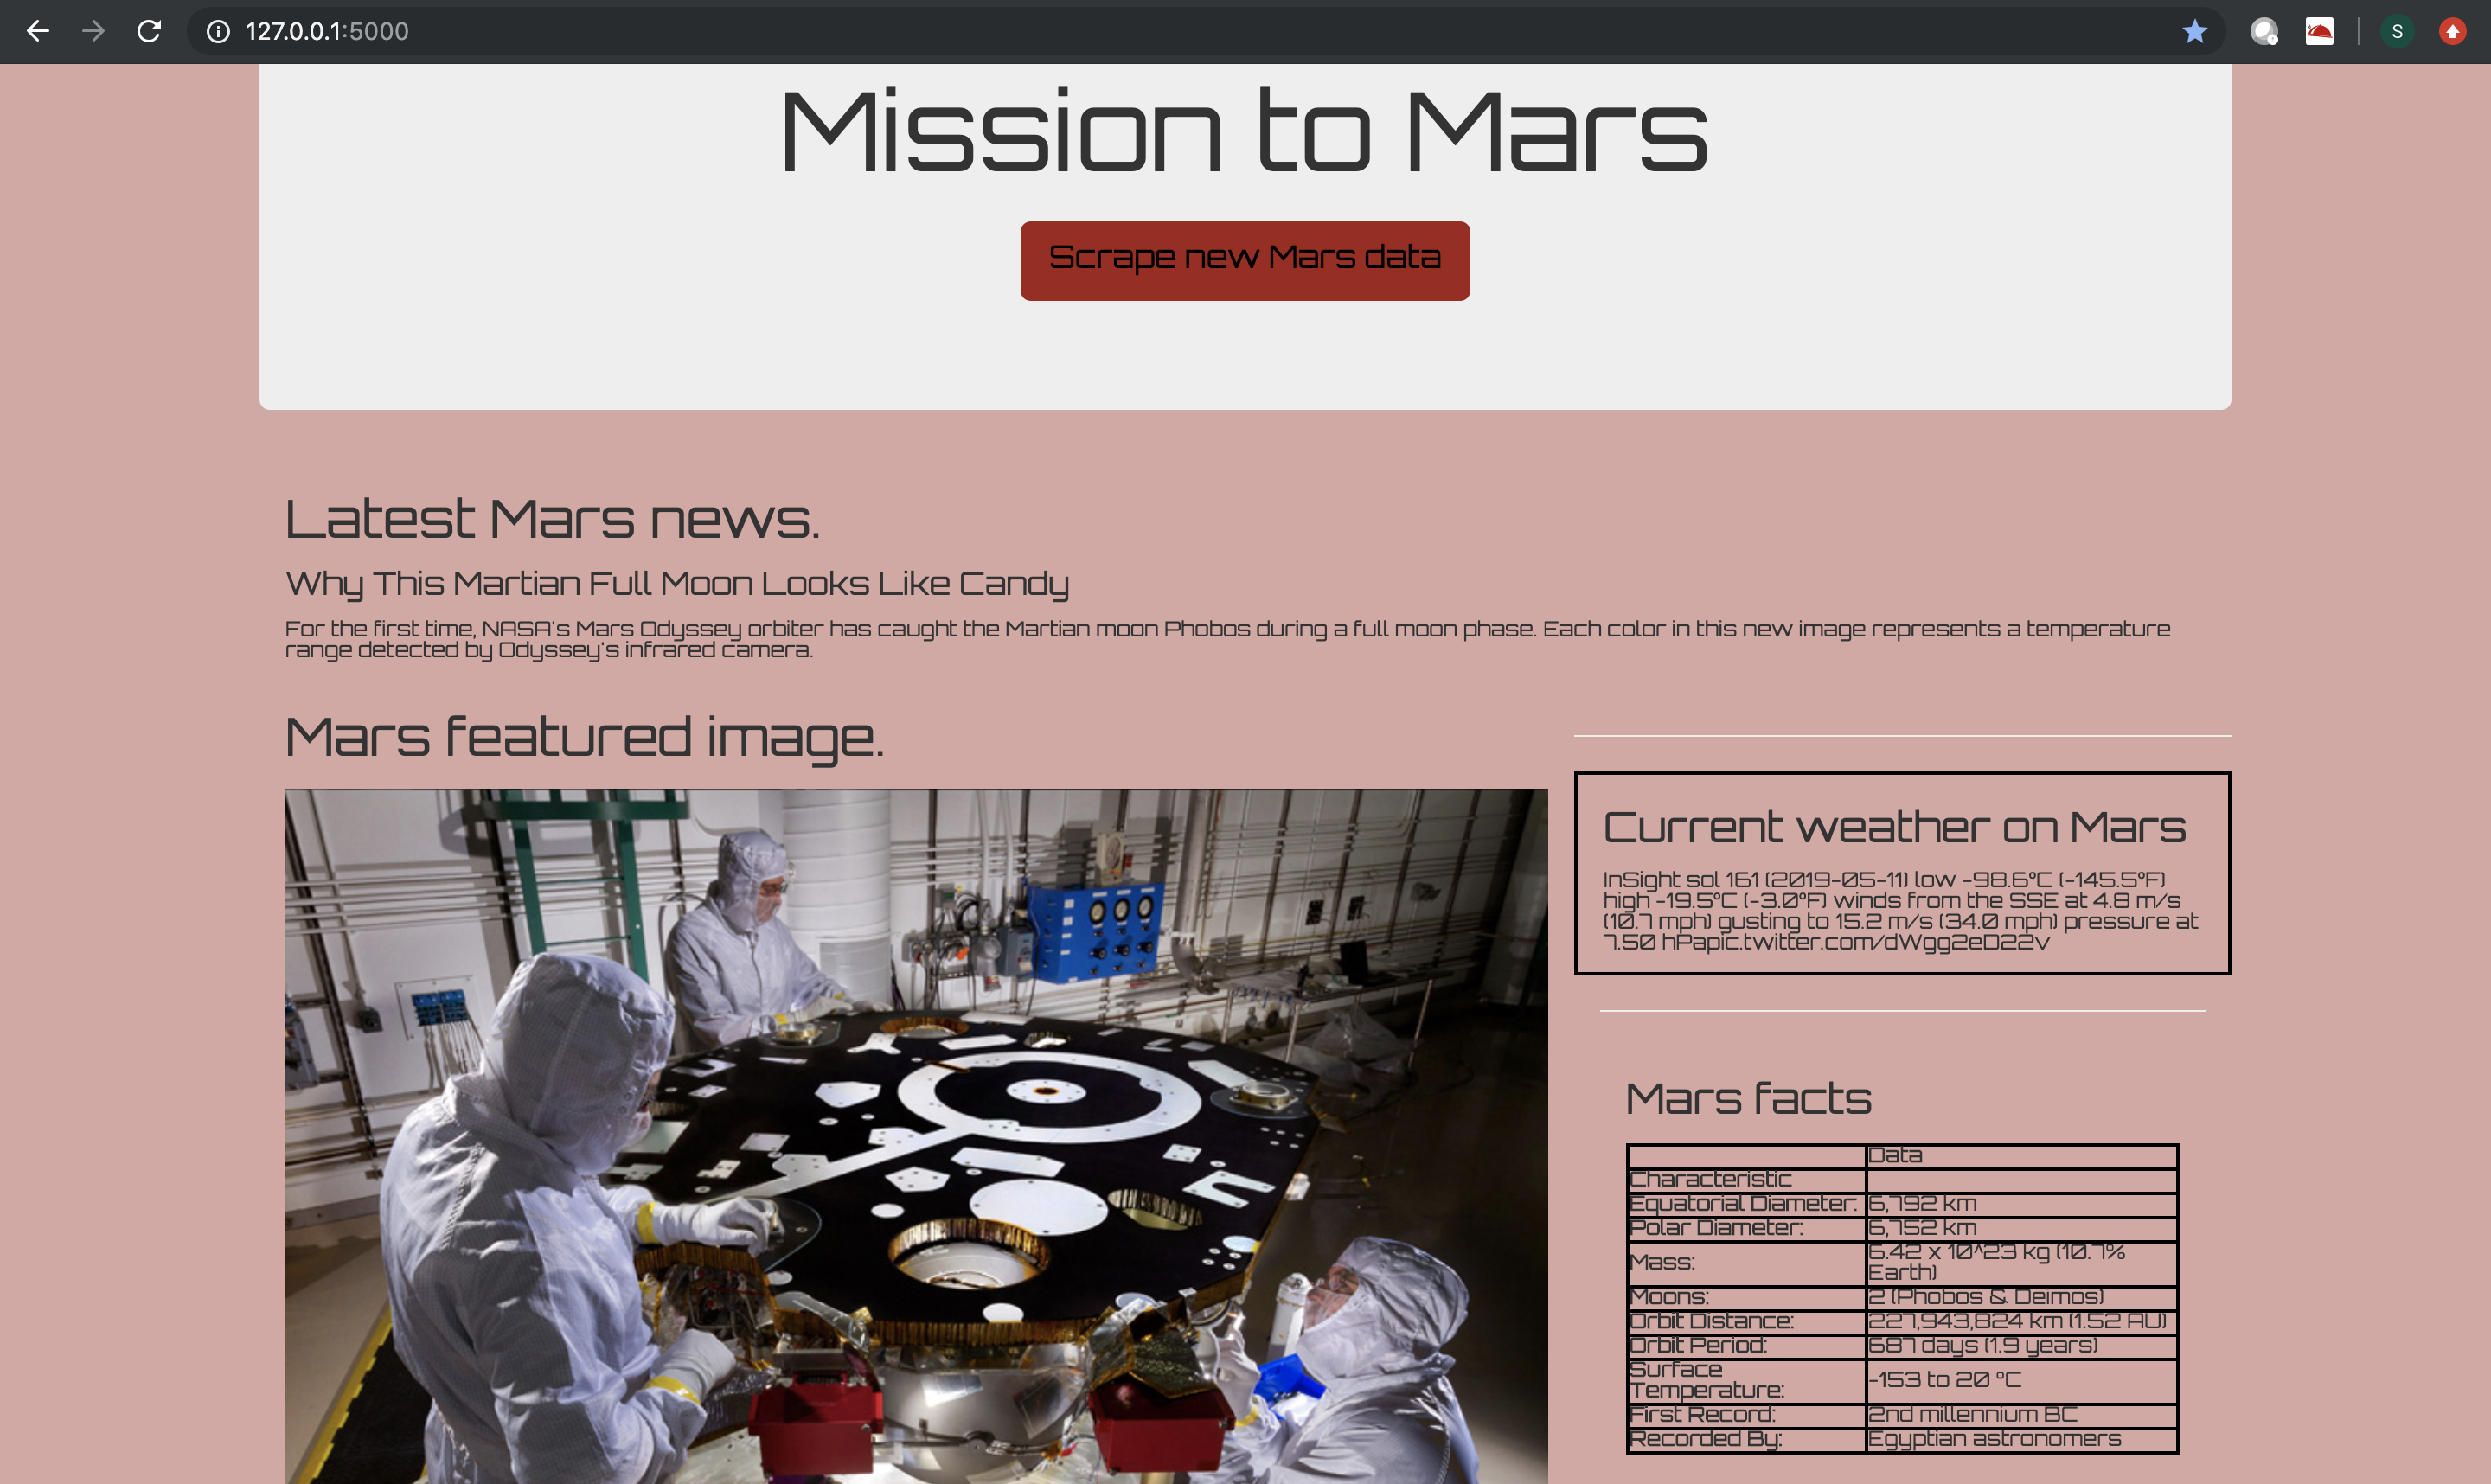 127.0.0.1:5000
S
Mission to Mars
Scrape new Mars data
Latest Mars news.
Why This Martian Full Moon Looks Like Candy
For the first time, NASA's Mars Odyssey orbiter has caught the Martian moon Phobos during a full moon phase. Each color in this new image represents a temperature
range detected by Odyssey's infrared camera.
Mars featured image.
Current weather on Mars
InSight sol 161 (2019-05-11) low -98.6ºC (-145.5ºF)
high -19.5ºC (-3.0ºF) winds from the SSE at 4.8 m/s
(10.7 mph) gusting to 15.2 m/s (34.0 mph) pressure at
7.50 hPapic.twitter.com/dWgg2eD22v
Mars facts
Data
Characteristic
Equatorial Diameter: 6,792 km
Polar Diameter: 6,752 km
Mass: 6.42 x 10^23 kg (10.7%
Earth)
Moons: 2 (Phobos & Deimos)
Orbit Distance: 227,943,824 km (1.52 AU)
Orbit Period: 687 days (1.9 years)
Surface
Temperature: -153 to 20 °C
First Record: 2nd millennium BC
Recorded By: Egyptian astronomers